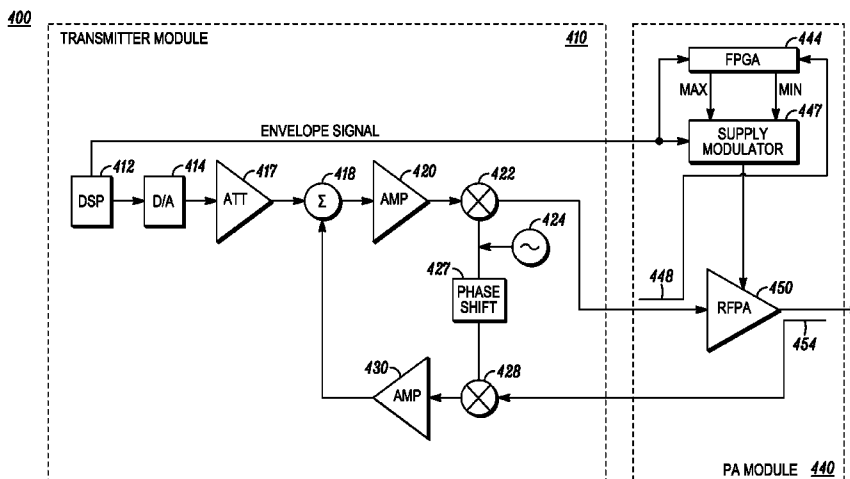 400
TRANSMITTER MODULE 410
444
FPGA
MAX MIN
447
ENVELOPE SIGNAL
SUPPLY
MODULATOR
412 414 417 418 420 422
DSP D/A ATT Σ AMP
424
427
PHASE
SHIFT
448
450
RFPA
454
430
AMP
428
PA MODULE 440